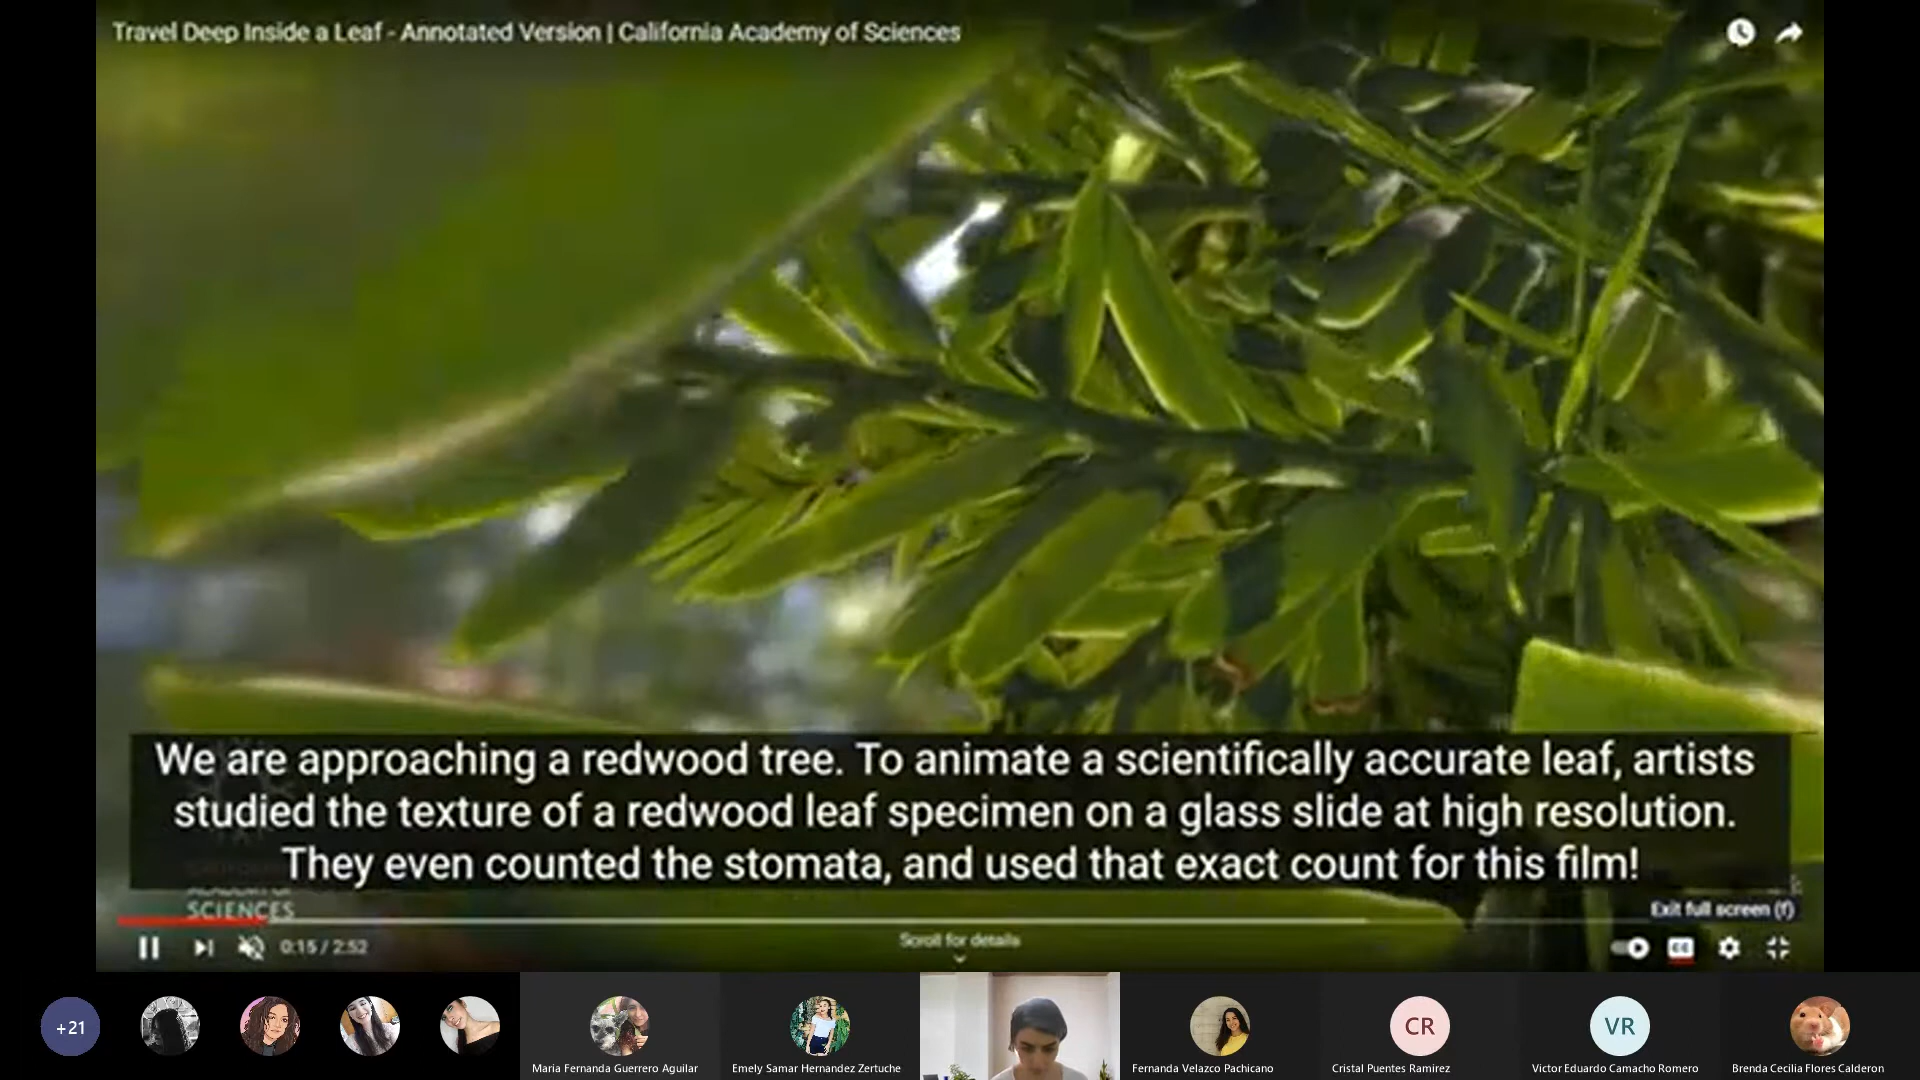 Travel Deep Inside a Leaf - Annotated Version | California Academy of Sciences
We are approaching a redwood tree. To animate a scientifically accurate leaf, artists
studied the texture of a redwood leaf specimen on a glass slide at high resolution.
They even counted the stomata, and used that exact count for this film!
ACADEMY OF
SCIENCES
Exit full screen (f)
0:15 / 2:52
Scroll for details
CC
+21
CR
VR
Maria Fernanda Guerrero Aguilar
Emely Samar Hernandez Zertuche
Fernanda Velazco Pachicano
Cristal Puentes Ramirez
Victor Eduardo Camacho Romero
Brenda Cecilia Flores Calderon